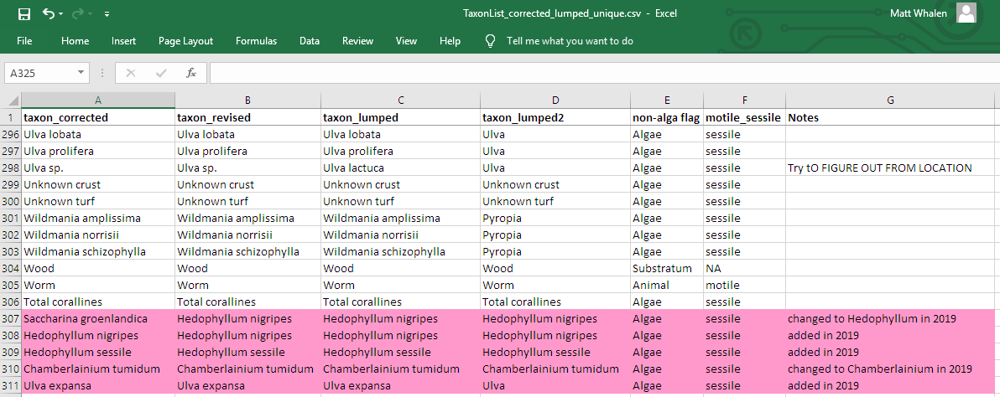 TaxonList_corrected_lumped_unique.csv - Excel Matt Whalen
File Home Insert Page Layout Formulas Data Review View Help Tell me what you want to do
A325 fx
A B C D E F G
1 taxon_corrected taxon_revised taxon_lumped taxon_lumped2 non-alga flag motile_sessile Notes
296 Ulva lobata Ulva lobata Ulva lobata Ulva Algae sessile
297 Ulva prolifera Ulva prolifera Ulva prolifera Ulva Algae sessile
298 Ulva sp. Ulva sp. Ulva lactuca Ulva Algae sessile Try tO FIGURE OUT FROM LOCATION
299 Unknown crust Unknown crust Unknown crust Unknown crust Algae sessile
300 Unknown turf Unknown turf Unknown turf Unknown turf Algae sessile
301 Wildmania amplissima Wildmania amplissima Wildmania amplissima Pyropia Algae sessile
302 Wildmania norrisii Wildmania norrisii Wildmania norrisii Pyropia Algae sessile
303 Wildmania schizophylla Wildmania schizophylla Wildmania schizophylla Pyropia Algae sessile
304 Wood Wood Wood Wood Substratum NA
305 Worm Worm Worm Worm Animal motile
306 Total corallines Total corallines Total corallines Total corallines Algae sessile
307 Saccharina groenlandica Hedophyllum nigripes Hedophyllum nigripes Hedophyllum nigripes Algae sessile changed to Hedophyllum in 2019
308 Hedophyllum nigripes Hedophyllum nigripes Hedophyllum nigripes Hedophyllum nigripes Algae sessile added in 2019
309 Hedophyllum sessile Hedophyllum sessile Hedophyllum sessile Hedophyllum sessile Algae sessile added in 2019
310 Chamberlainium tumidum Chamberlainium tumidum Chamberlainium tumidum Chamberlainium tumidum Algae sessile changed to Chamberlainium in 2019
311 Ulva expansa Ulva expansa Ulva expansa Ulva Algae sessile added in 2019